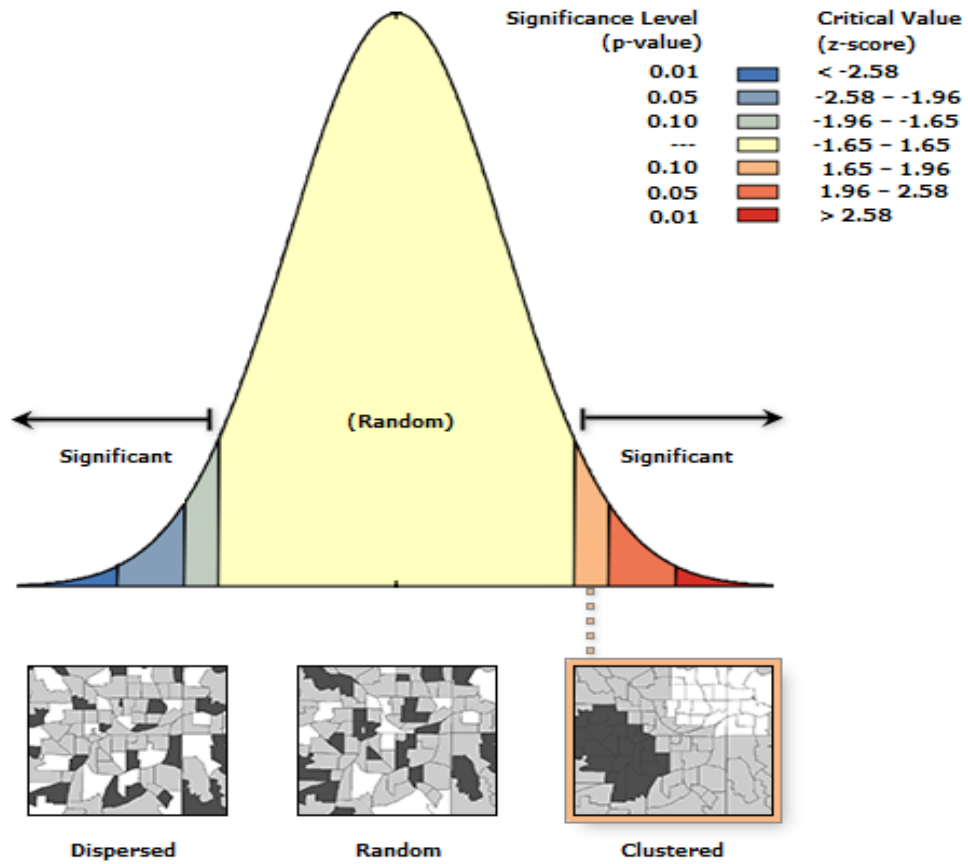 Significance Level Critical Value
(p-value) (z-score)
0.01 < -2.58
0.05 -2.58 – -1.96
0.10 -1.96 – -1.65
--- -1.65 – 1.65
0.10 1.65 – 1.96
0.05 1.96 – 2.58
0.01 > 2.58
(Random)
Significant Significant
Dispersed Random Clustered